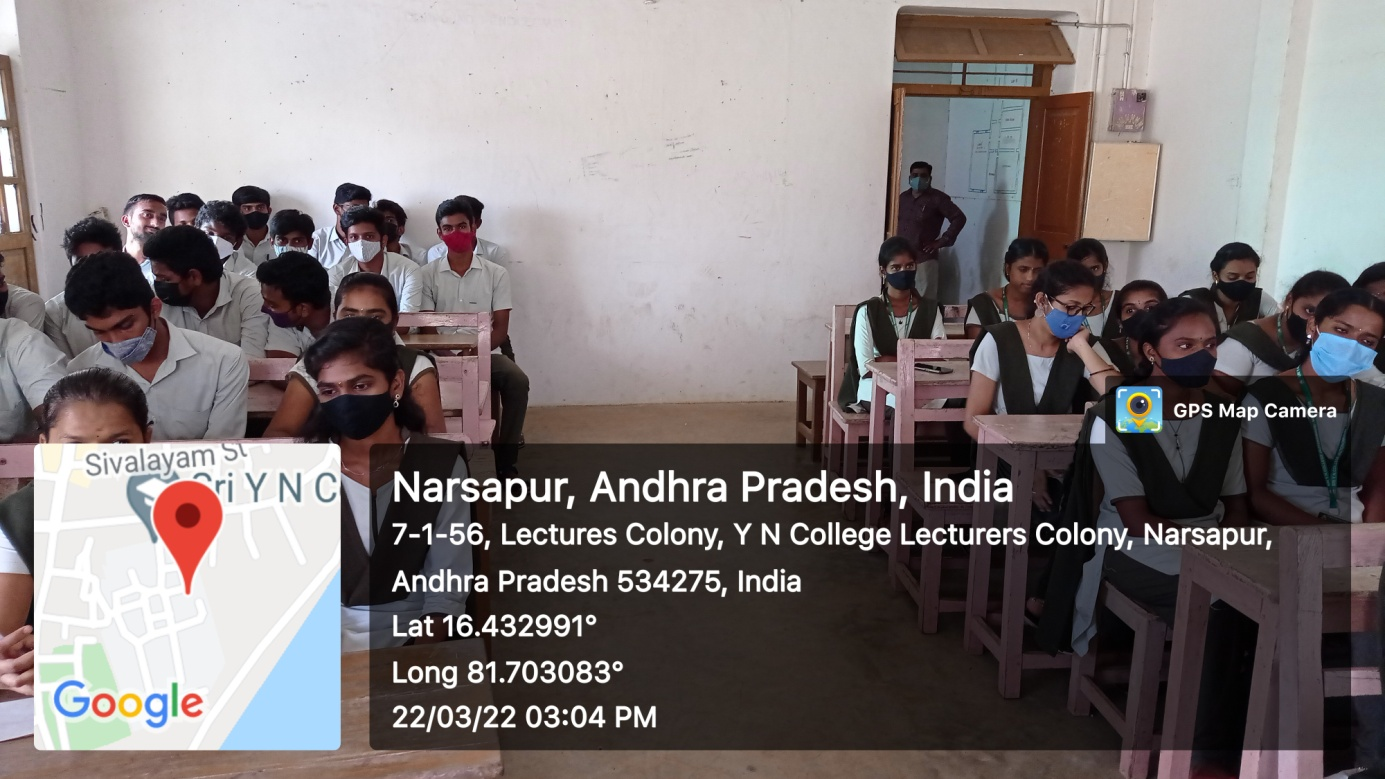 GPS Map Camera
Sivalayam St
Sri Y N C
Google
Narsapur, Andhra Pradesh, India
7-1-56, Lectures Colony, Y N College Lecturers Colony, Narsapur,
Andhra Pradesh 534275, India
Lat 16.432991°
Long 81.703083°
22/03/22 03:04 PM